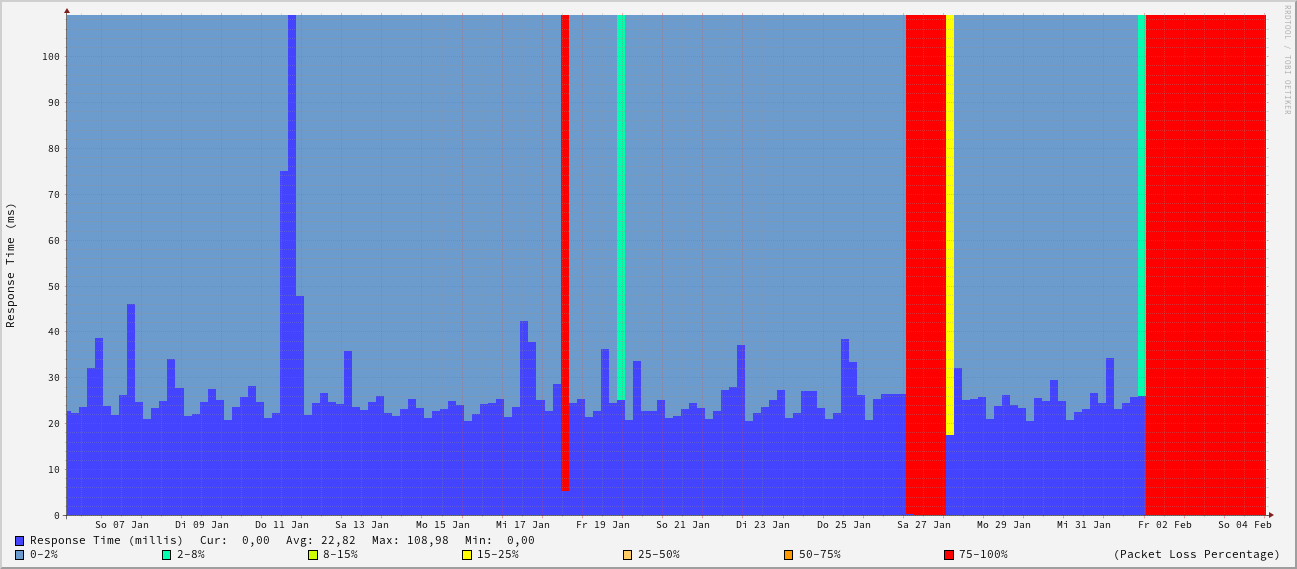 RRDTOOL / TOBI OETIKER
Response Time (ms)
100
90
80
70
60
50
40
30
20
10
0
So 07 Jan Di 09 Jan Do 11 Jan Sa 13 Jan Mo 15 Jan Mi 17 Jan Fr 19 Jan So 21 Jan Di 23 Jan Do 25 Jan Sa 27 Jan Mo 29 Jan Mi 31 Jan Fr 02 Feb So 04 Feb
Response Time (millis) Cur: 0,00 Avg: 22,82 Max: 108,98 Min: 0,00
0-2% 2-8% 8-15% 15-25% 25-50% 50-75% 75-100% (Packet Loss Percentage)